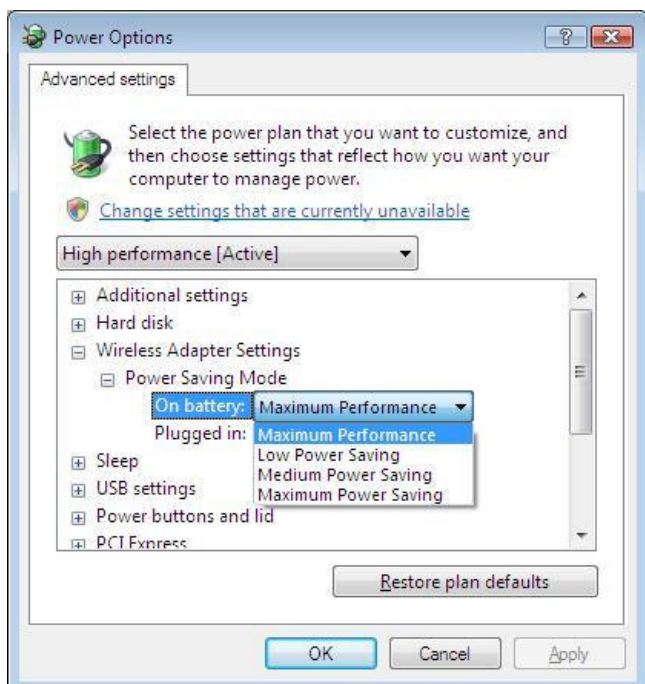 Power Options
Advanced settings
Select the power plan that you want to customize, and
then choose settings that reflect how you want your
computer to manage power.
Change settings that are currently unavailable
High performance [Active]
Additional settings
Hard disk
Wireless Adapter Settings
Power Saving Mode
On battery: Maximum Performance
Plugged in: Maximum Performance
Low Power Saving
Sleep
Medium Power Saving
USB settings
Maximum Power Saving
Power buttons and lid
PCI Express
Restore plan defaults
OK Cancel Apply